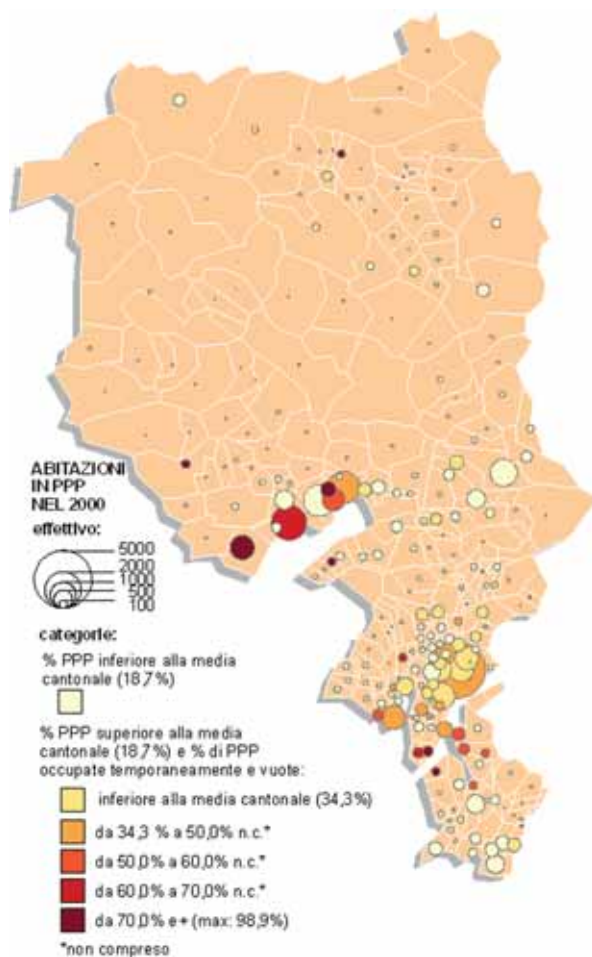 ABITAZIONI
IN PPP
NEL 2000
effettivo:
5000
2000
1000
500
100
categorie:
% PPP inferiore alla media
cantonale (18,7%)
% PPP superiore alla media
cantonale (18,7%) e % di PPP
occupate temporaneamente e vuote:
inferiore alla media cantonale (34,3%)
da 34,3 % a 50,0% n.c.*
da 50,0% a 60,0% n.c.*
da 60,0% a 70,0% n.c.*
da 70,0% e+ (max: 98,9%)
*non compreso